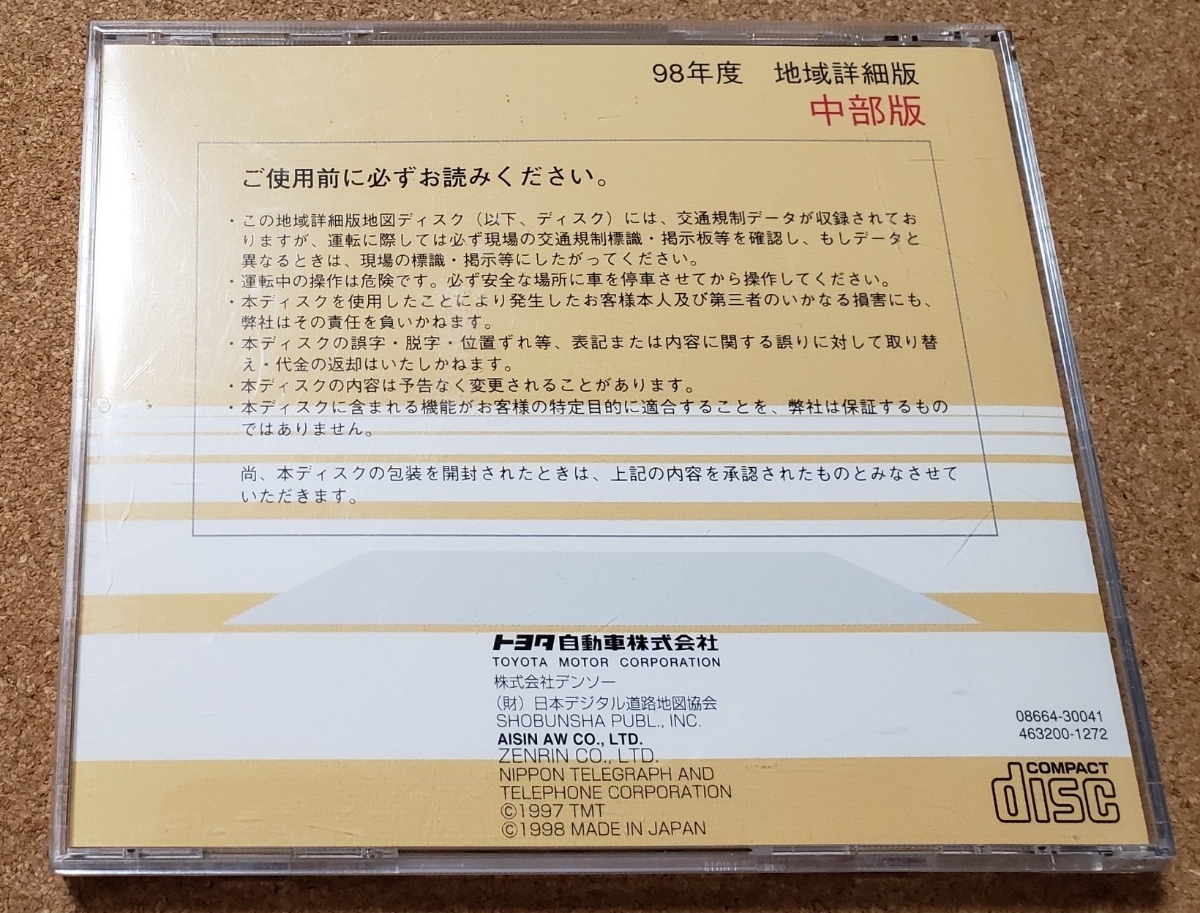 98年度 地域詳細版
中部版
ご使用前に必ずお読みください。
・この地域詳細版地図ディスク（以下、ディスク）には、交通規制データが収録されてお
りますが、運転に際しては必ず現場の交通規制標識・掲示板等を確認し、もしデータと
異なるときは、現場の標識・掲示等にしたがってください。
・運転中の操作は危険です。必ず安全な場所に車を停車させてから操作してください。
・本ディスクを使用したことにより発生したお客様本人及び第三者のいかなる損害にも、
弊社はその責任を負いかねます。
・本ディスクの誤字・脱字・位置ずれ等、表記または内容に関する誤りに対して取り替
え・代金の返却はいたしかねます。
・本ディスクの内容は予告なく変更されることがあります。
・本ディスクに含まれる機能がお客様の特定目的に適合することを、弊社は保証するもの
ではありません。
尚、本ディスクの包装を開封されたときは、上記の内容を承認されたものとみなさせて
いただきます。
トヨタ自動車株式会社
TOYOTA MOTOR CORPORATION
株式会社デンソー
（財）日本デジタル道路地図協会
SHOBUNSHA PUBL., INC.
AISIN AW CO., LTD.
ZENRIN CO., LTD.
NIPPON TELEGRAPH AND
TELEPHONE CORPORATION
©1997 TMT
©1998 MADE IN JAPAN
08664-30041
463200-1272
COMPACT
disc